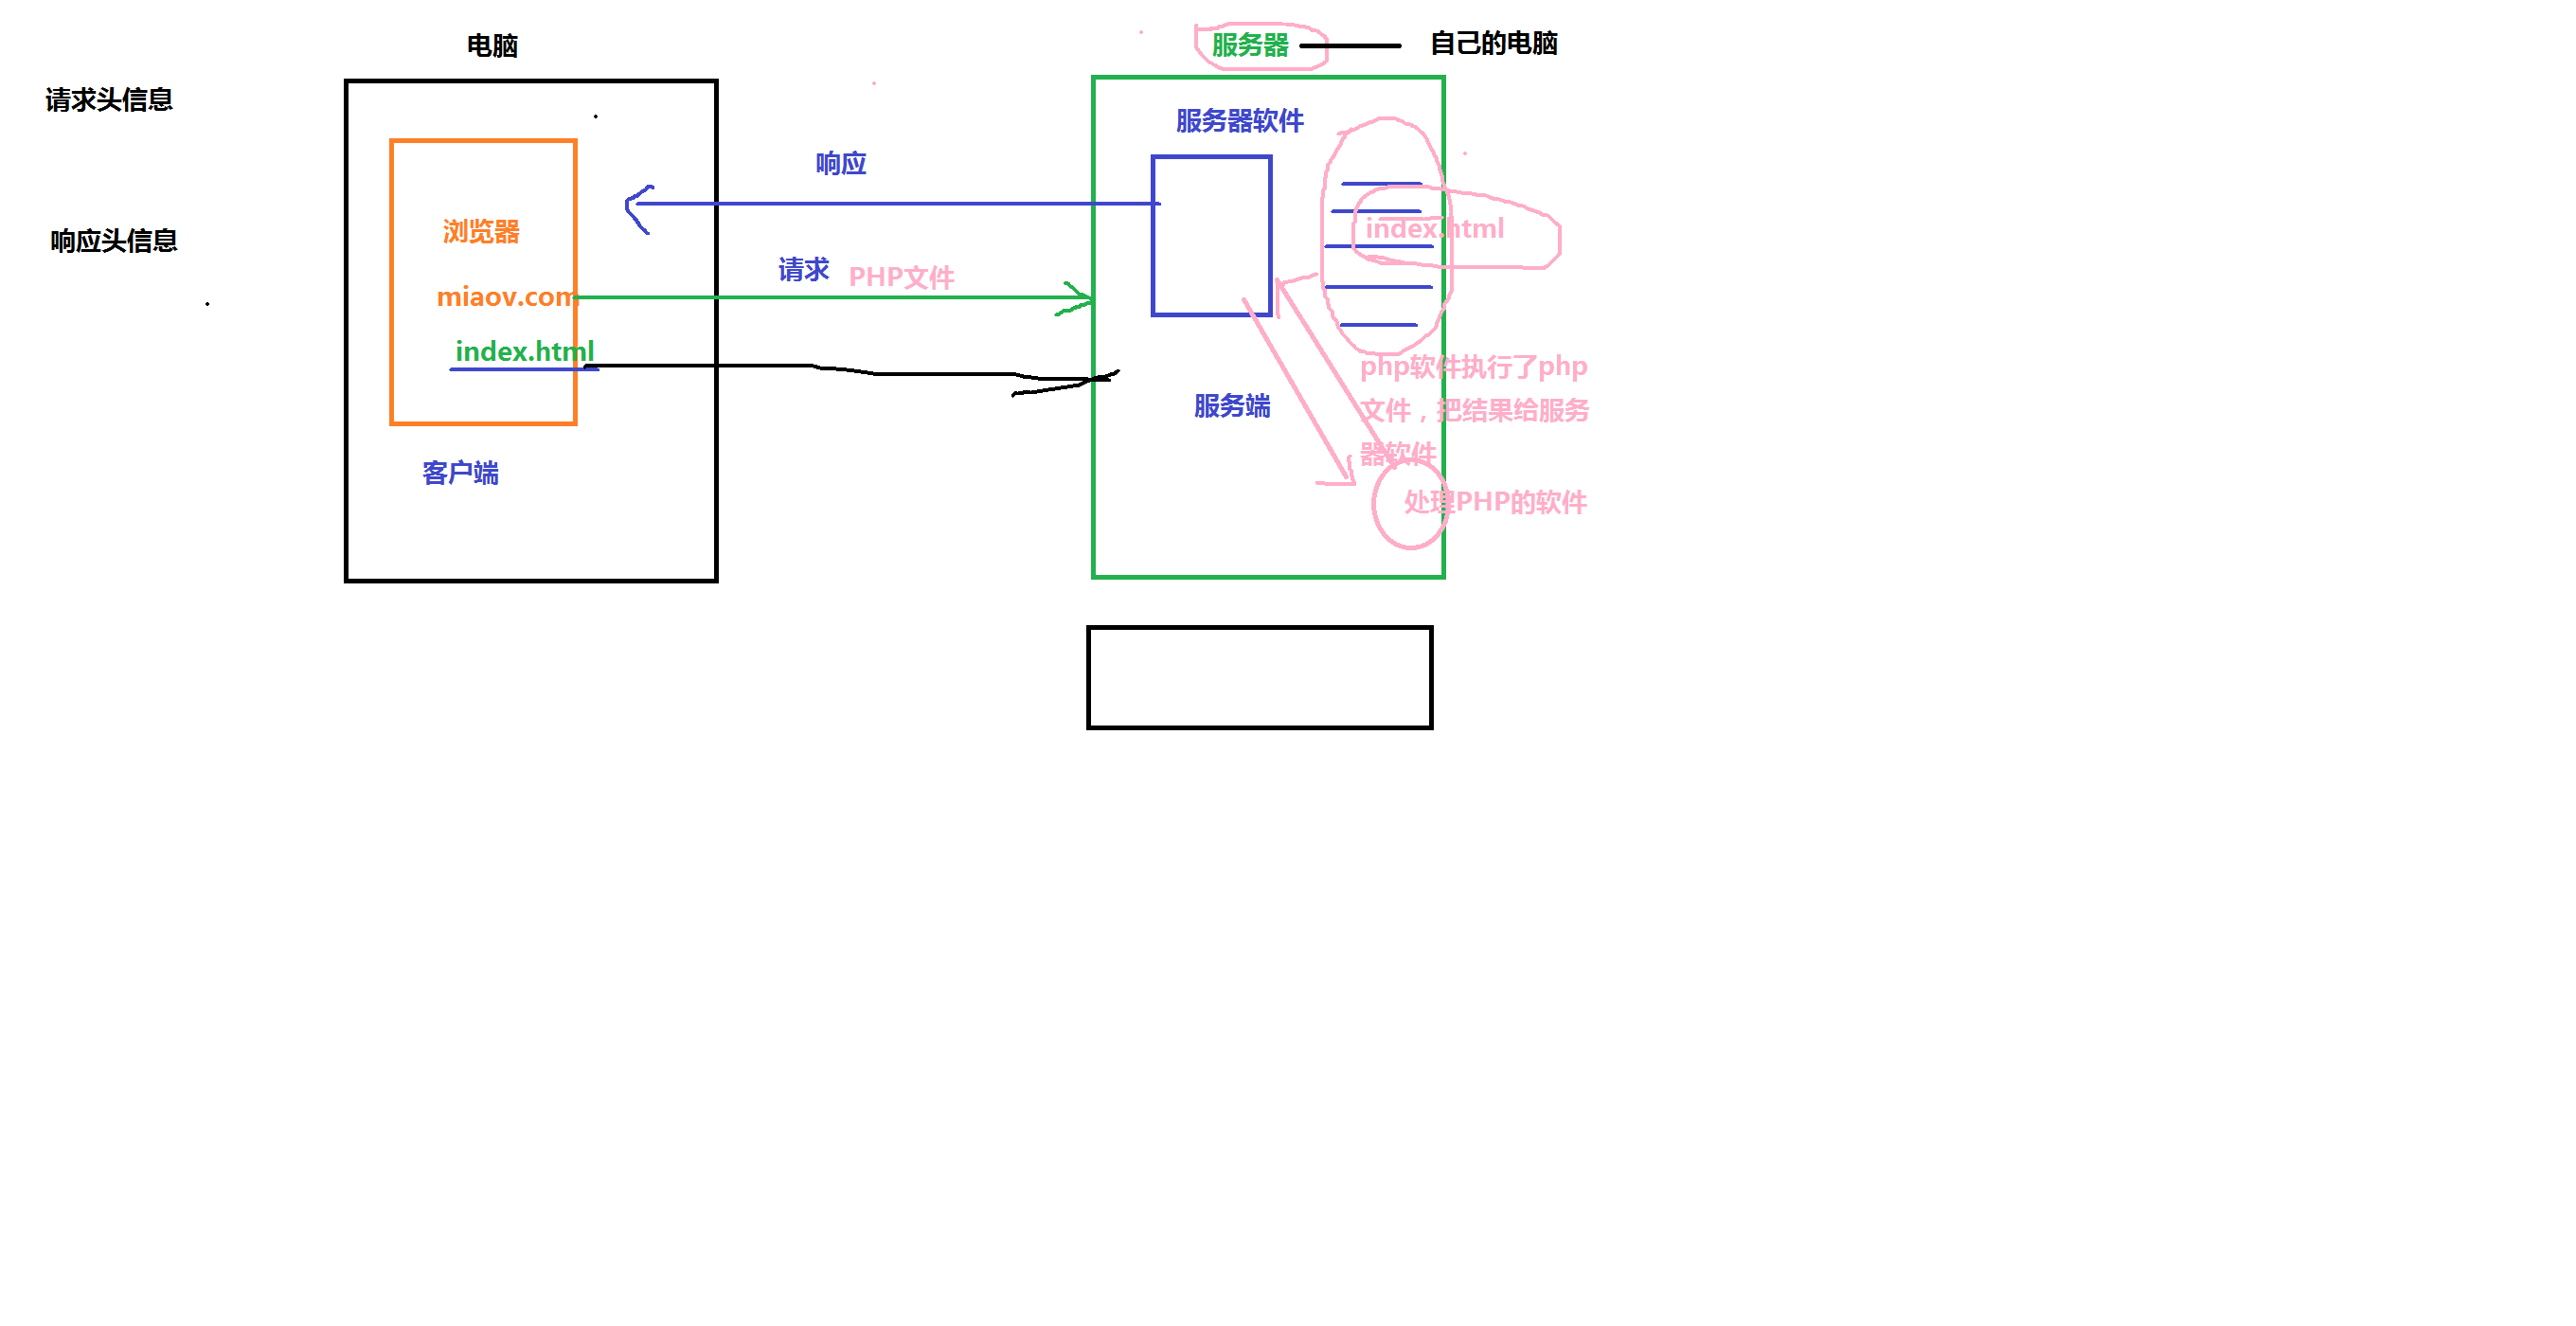 电脑
服务器
自己的电脑
请求头信息
服务器软件
响应
浏览器
index.html
响应头信息
请求 PHP文件
miaov.com
index.html
php软件执行了php
文件，把结果给服务
器软件
服务端
客户端
处理PHP的软件